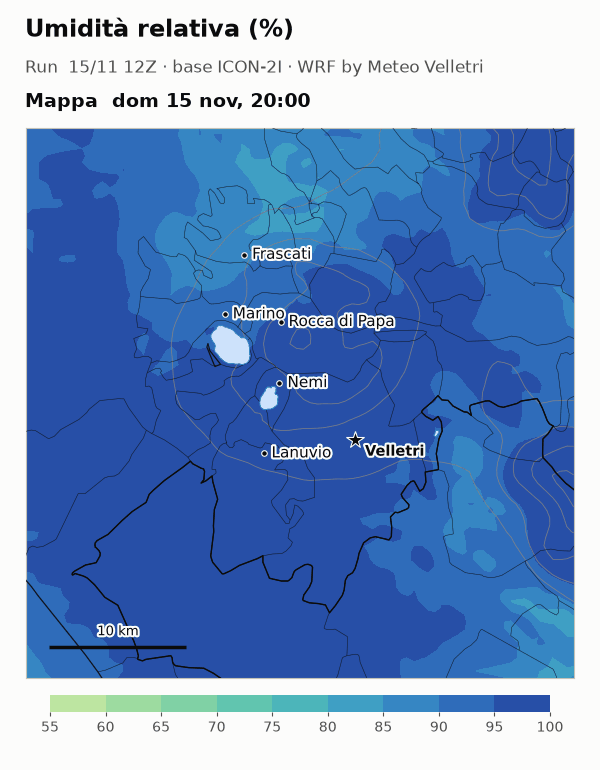 Umidità relativa (%)
Run  15/11 12Z · base ICON-2I · WRF by Meteo Velletri
Mappa  dom 15 nov, 20:00
Frascati
Marino
Rocca di Papa
Nemi
Velletri
Lanuvio
10 km
55 60 65 70 75 80 85 90 95 100